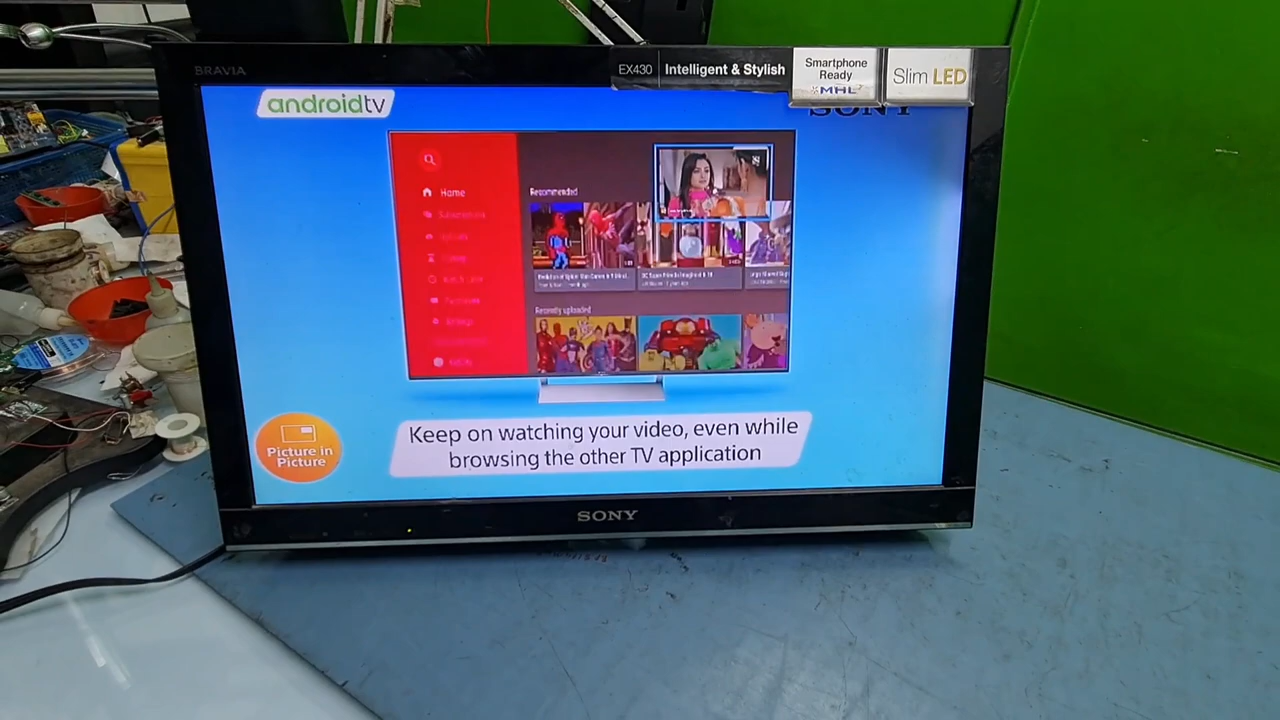 BRAVIA
EX430
Intelligent & Stylish
Smartphone
Ready
MHL
Slim LED
androidtv
SONY
Home
Recommended
Recently uploaded
Picture in
Picture
Keep on watching your video, even while
browsing the other TV application
SONY